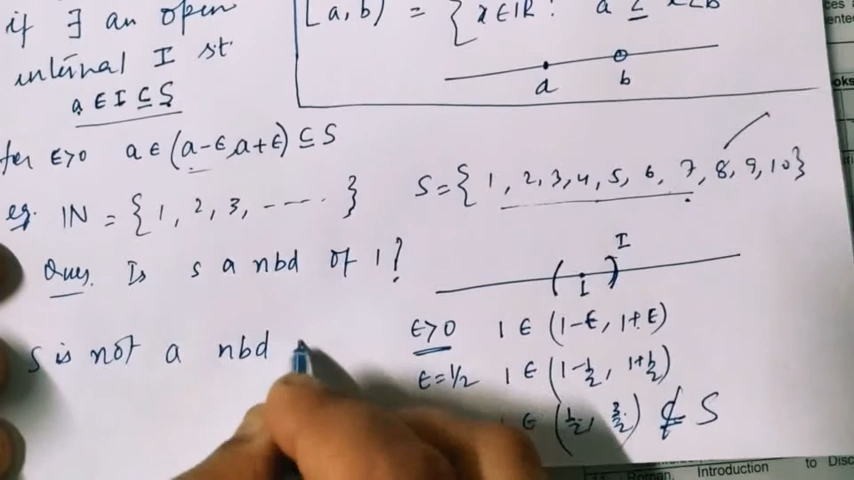 if ∃ an open
interval I st.
a ∈ I ⊆ S
for ε>0 a ∈ (a-ε, a+ε) ⊆ S
eg. IN = { 1, 2, 3, ---- }
Ques. Is S a nbd of 1?
S is not a nbd
[a, b) = { x ∈ IR : a ≤ x < b
a b
S = { 1, 2, 3, 4, 5, 6, 7, 8, 9, 10 }
I
1
ε>0 1 ∈ (1-ε, 1+ε)
ε=1/2 1 ∈ (1-1/2, 1+1/2)
∈ (1/2, 3/2) ⊄ S
Introduction
to Disc